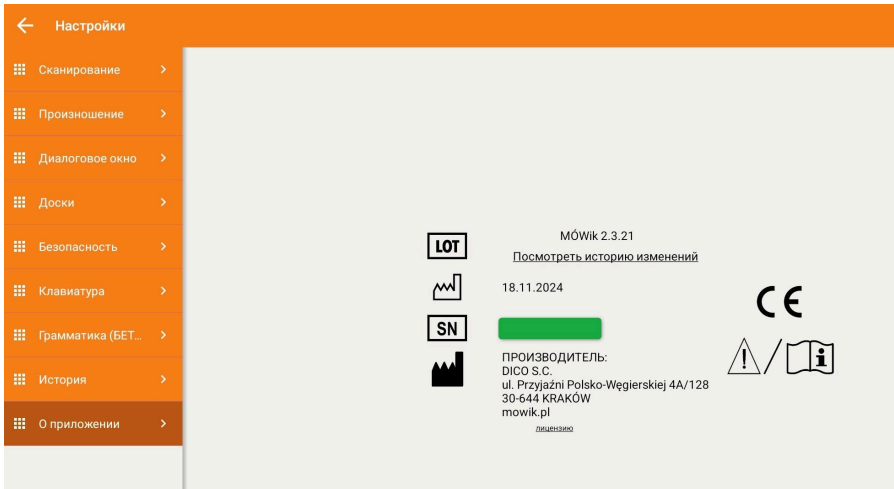 Настройки
Сканирование
Произношение
Диалоговое окно
Доски
Безопасность
Клавиатура
Грамматика (БЕТ...
История
О приложении
LOT
MÓWik 2.3.21
Посмотреть историю изменений
18.11.2024
SN
ПРОИЗВОДИТЕЛЬ:
DICO S.C.
ul. Przyjaźni Polsko-Węgierskiej 4A/128
30-644 KRAKÓW
mowik.pl
лицензию
CE